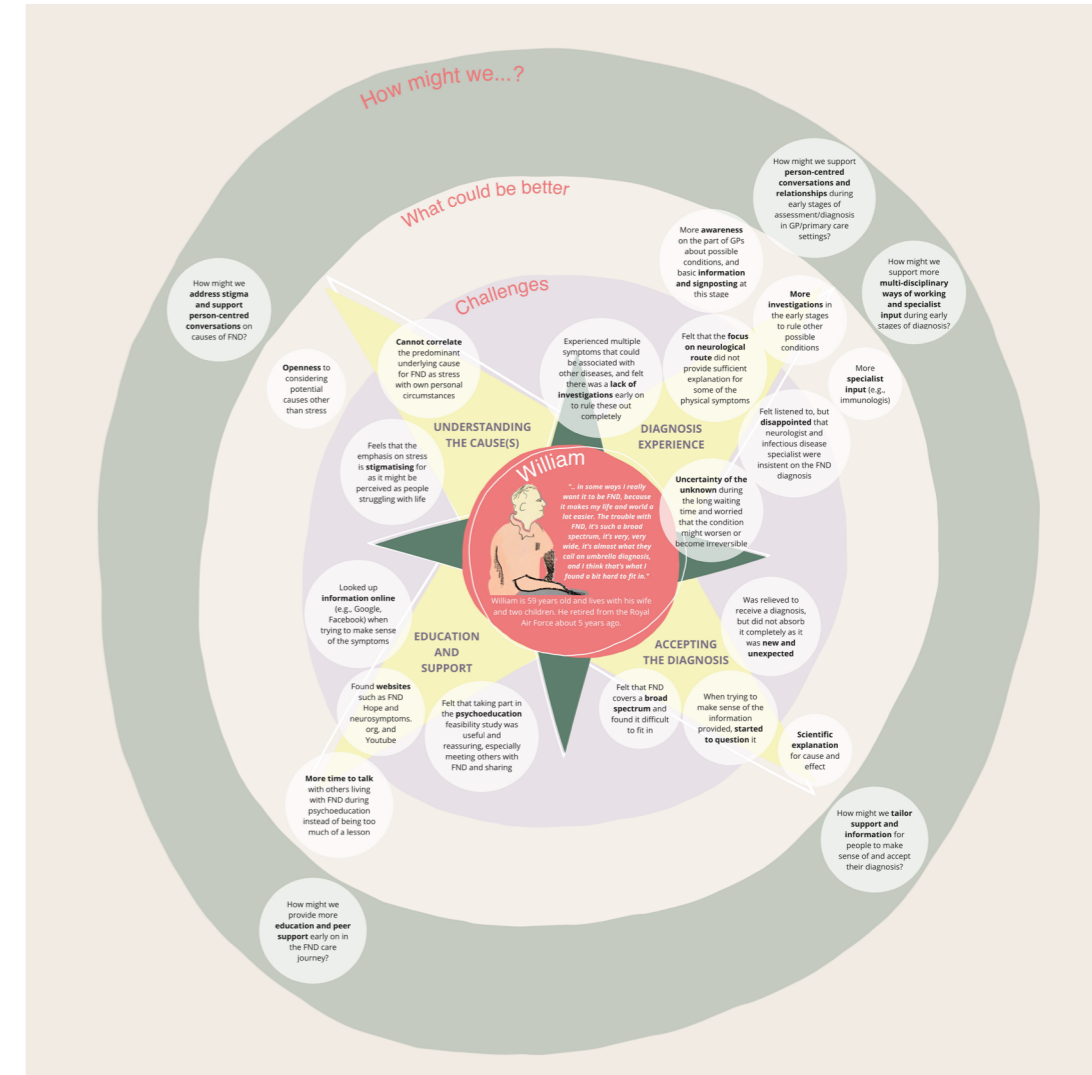 How might we...?
What could be better
Challenges
How might we support
person-centred
conversations and
relationships during
early stages of
assessment/diagnosis
in GP/primary care
settings?
How might we
support more
multi-disciplinary
ways of working
and specialist
input during early
stages of diagnosis?
How might we
address stigma
and support
person-centred
conversations on
causes of FND?
More awareness
on the part of GPs
about possible
conditions, and
basic information
and signposting at
this stage
More
investigations in
the early stages
to rule other
possible
conditions
More
specialist
input (e.g.,
immunologis)
Openness to
considering
potential
causes other
than stress
Cannot correlate
the predominant
underlying cause
for FND as stress
with own personal
circumstances
Experienced multiple
symptoms that could
be associated with
other diseases, and felt
there was a lack of
investigations early on
to rule these out
completely
Felt that the focus
on neurological
route did not
provide sufficient
explanation for
some of the
physical symptoms
Felt listened to, but
disappointed that
neurologist and
infectious disease
specialist were
insistent on the FND
diagnosis
UNDERSTANDING
THE CAUSE(S)
DIAGNOSIS
EXPERIENCE
Feels that the
emphasis on stress
is stigmatising for
as it might be
perceived as people
struggling with life
Uncertainty of the
unknown during
the long waiting
time and worried
that the condition
might worsen or
become irreversible
William
"... in some ways I really
want it to be FND, because
it makes my life and world a
lot easier. The trouble with
FND, it's such a broad
spectrum, it's very, very
wide, it's almost what they
call an umbrella diagnosis,
and I think that's what I
found a bit hard to fit in."
William is 59 years old and lives with his wife
and two children. He retired from the Royal
Air Force about 5 years ago.
Looked up
information online
(e.g., Google,
Facebook) when
trying to make sense
of the symptoms
EDUCATION
AND
SUPPORT
ACCEPTING
THE DIAGNOSIS
Was relieved to
receive a diagnosis,
but did not absorb
it completely as it
was new and
unexpected
Found websites
such as FND
Hope and
neurosymptoms.
org, and
Youtube
Felt that taking part in
the psychoeducation
feasibility study was
useful and
reassuring, especially
meeting others with
FND and sharing
Felt that FND
covers a broad
spectrum and
found it difficult
to fit in
When trying to
make sense of the
information
provided, started
to question it
Scientific
explanation
for cause and
effect
More time to talk
with others living
with FND during
psychoeducation
instead of being too
much of a lesson
How might we tailor
support and
information for
people to make
sense of and accept
their diagnosis?
How might we
provide more
education and peer
support early on in
the FND care
journey?